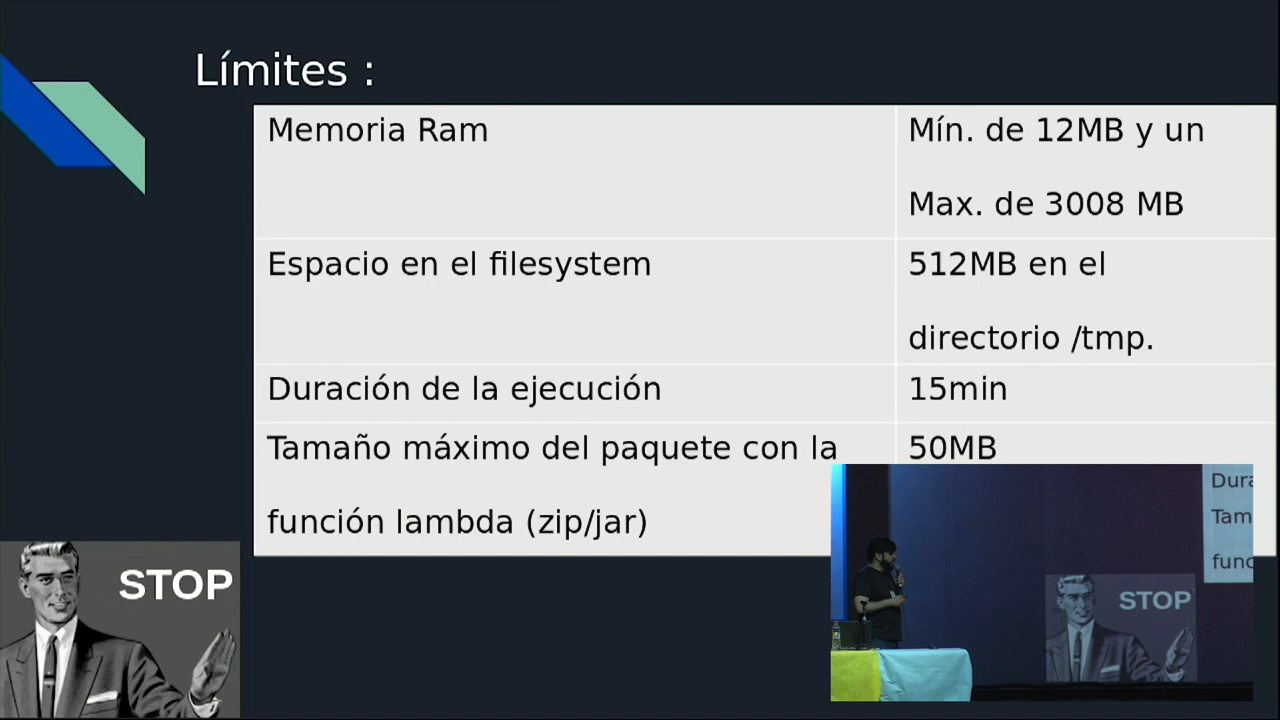 Límites :
Memoria Ram
Mín. de 12MB y un
Max. de 3008 MB
Espacio en el filesystem
512MB en el
directorio /tmp.
Duración de la ejecución
15min
Tamaño máximo del paquete con la
función lambda (zip/jar)
50MB
STOP
Dura
Tam
func
STOP